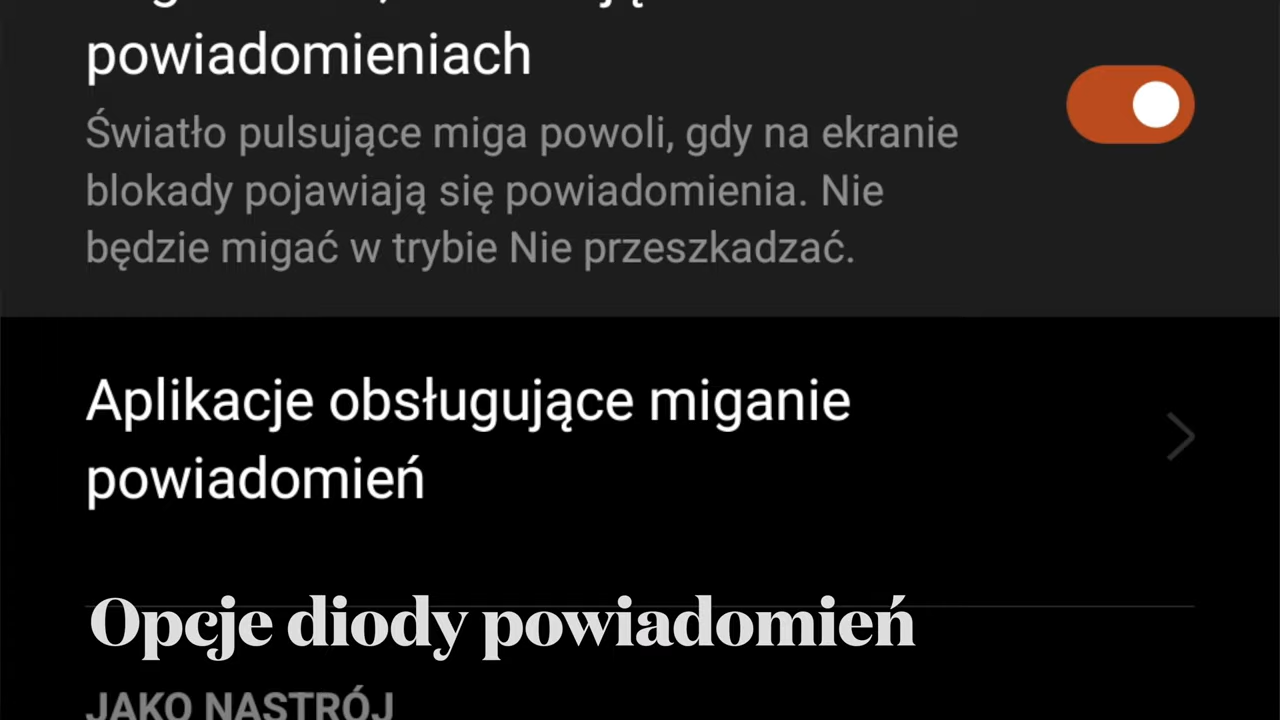 powiadomieniach
Światło pulsujące miga powoli, gdy na ekranie
blokady pojawiają się powiadomienia. Nie
będzie migać w trybie Nie przeszkadzać.
Aplikacje obsługujące miganie
powiadomień
Opcje diody powiadomień
JAKO NASTRÓJ